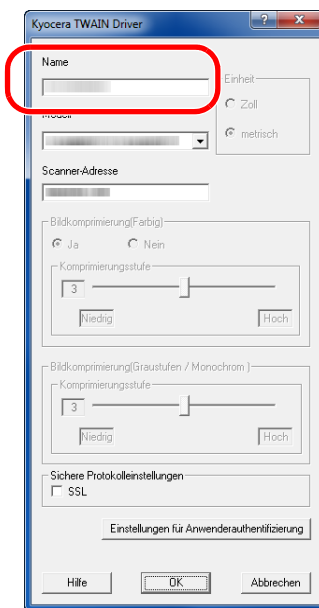 Kyocera TWAIN Driver
Name
Einheit
Zoll
Modell
metrisch
Scanner-Adresse
Bildkomprimierung(Farbig)
Ja Nein
Komprimierungsstufe
3
Niedrig Hoch
Bildkomprimierung(Graustufen / Monochrom )
Komprimierungsstufe
3
Niedrig Hoch
Sichere Protokolleinstellungen
SSL
Einstellungen für Anwenderauthentifizierung
Hilfe OK Abbrechen